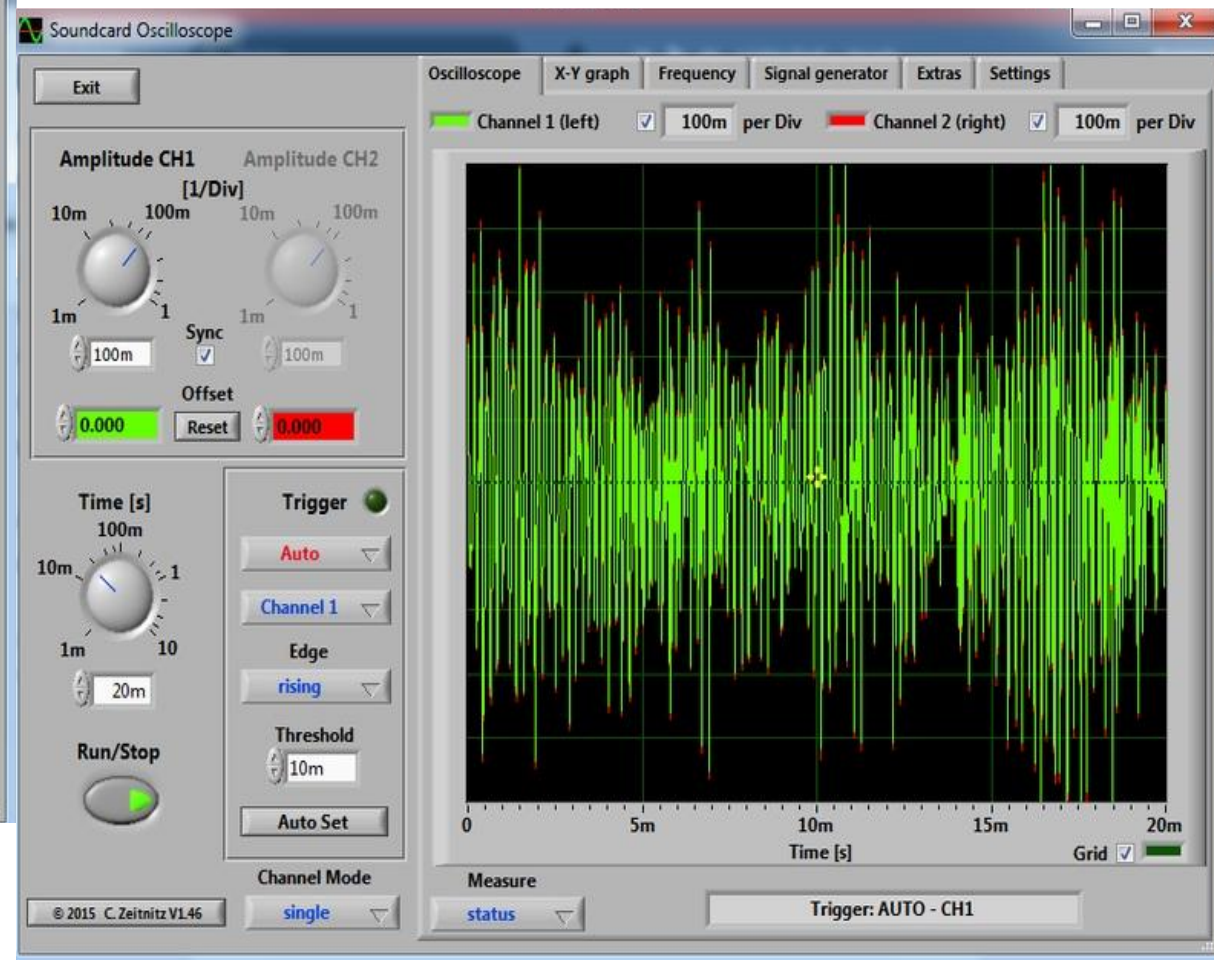 Soundcard Oscilloscope
Exit
Amplitude CH1 Amplitude CH2
[1/Div]
10m 100m 10m 100m
1m 1 1m 1
Sync
100m 100m
Offset
0.000 Reset 0.000
Time [s]
100m
10m 1
1m 10
20m
Run/Stop
Trigger
Auto
Channel 1
Edge
rising
Threshold
10m
Auto Set
Channel Mode
single
© 2015 C. Zeitnitz V1.46
Oscilloscope X-Y graph Frequency Signal generator Extras Settings
Channel 1 (left) 100m per Div Channel 2 (right) 100m per Div
0 5m 10m 15m 20m
Time [s]
Grid
Measure
status
Trigger: AUTO - CH1